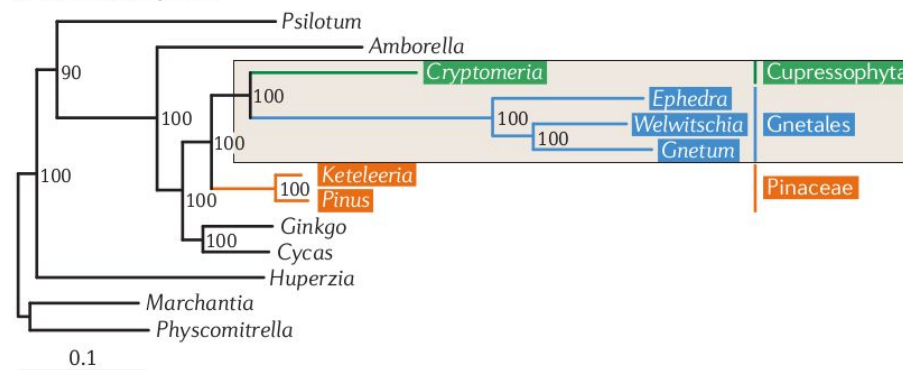 Psilotum
Amborella
90
Cryptomeria Cupressophyta
100
Ephedra
100 100 Welwitschia Gnetales
100 100
Gnetum
100 Keteleeria
100 Pinaceae
100 Pinus
Ginkgo
100
Cycas
Huperzia
Marchantia
Physcomitrella
0.1